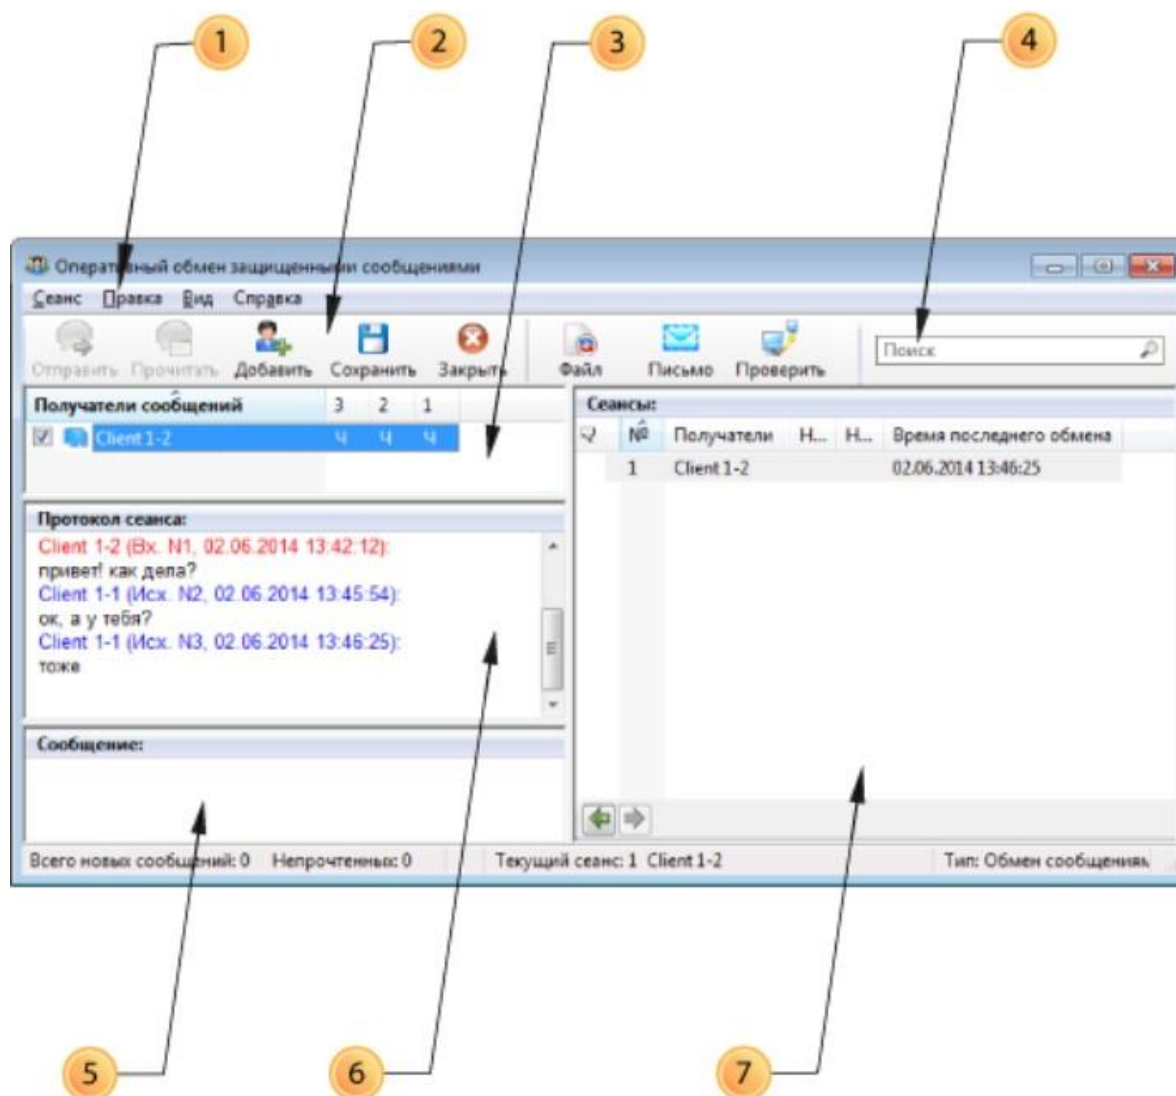 1 2 3 4
Оперативный обмен защищенными сообщениями
Сеанс Правка Вид Справка
Отправить Прочитать Добавить Сохранить Закрыть Файл Письмо Проверить Поиск
Получатели сообщений 3 2 1
Client 1-2 Ч Ч Ч
Сеансы:
№ Получатели Н... Н... Время последнего обмена
1 Client 1-2 02.06.2014 13:46:25
Протокол сеанса:
Client 1-2 (Вх. N1, 02.06.2014 13:42:12):
привет! как дела?
Client 1-1 (Исх. N2, 02.06.2014 13:45:54):
ок, а у тебя?
Client 1-1 (Исх. N3, 02.06.2014 13:46:25):
тоже
Сообщение:
Всего новых сообщений: 0 Непрочтенных: 0 Текущий сеанс: 1 Client 1-2 Тип: Обмен сообщениям
5 6 7